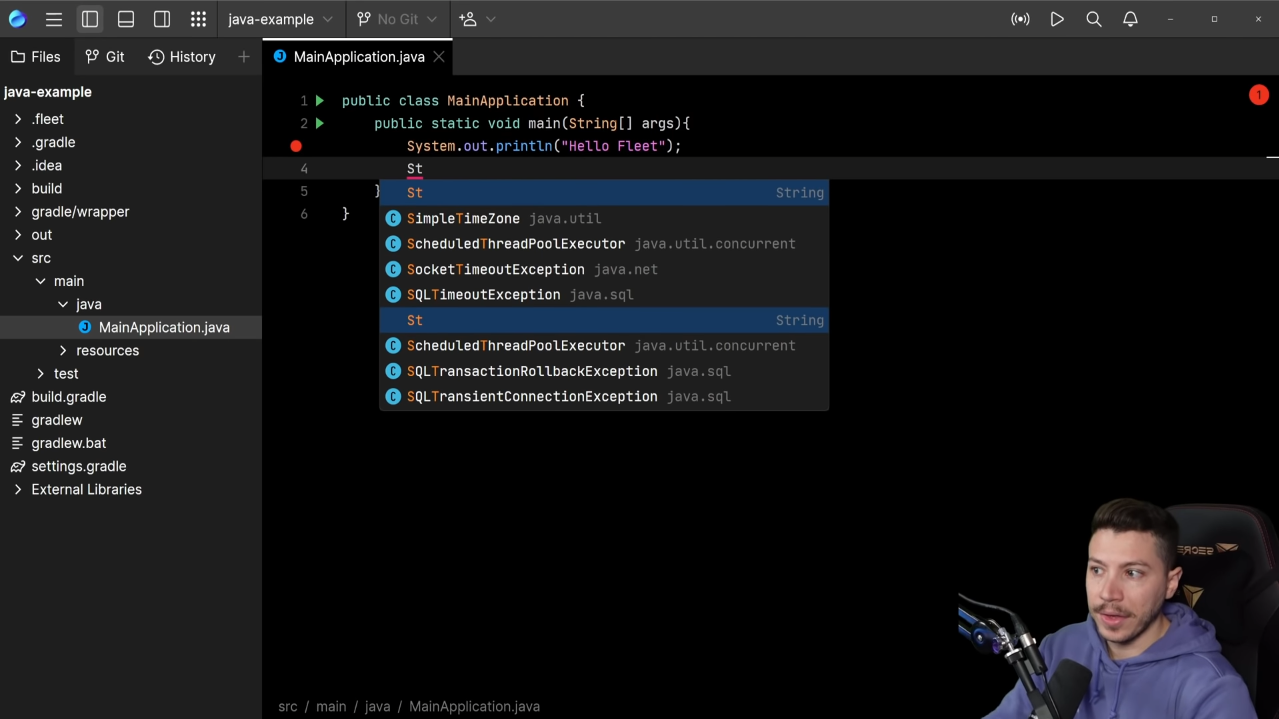 java-example No Git
Files Git History MainApplication.java
java-example
.fleet
.gradle
.idea
build
gradle/wrapper
out
src
main
java
MainApplication.java
resources
test
build.gradle
gradlew
gradlew.bat
settings.gradle
External Libraries
1 public class MainApplication {
2 public static void main(String[] args){
System.out.println("Hello Fleet");
4 St
5 }
6 }
1
St String
C SimpleTimeZone java.util
C ScheduledThreadPoolExecutor java.util.concurrent
C SocketTimeoutException java.net
C SQLTimeoutException java.sql
St String
C ScheduledThreadPoolExecutor java.util.concurrent
C SQLTransactionRollbackException java.sql
C SQLTransientConnectionException java.sql
src / main / java / MainApplication.java